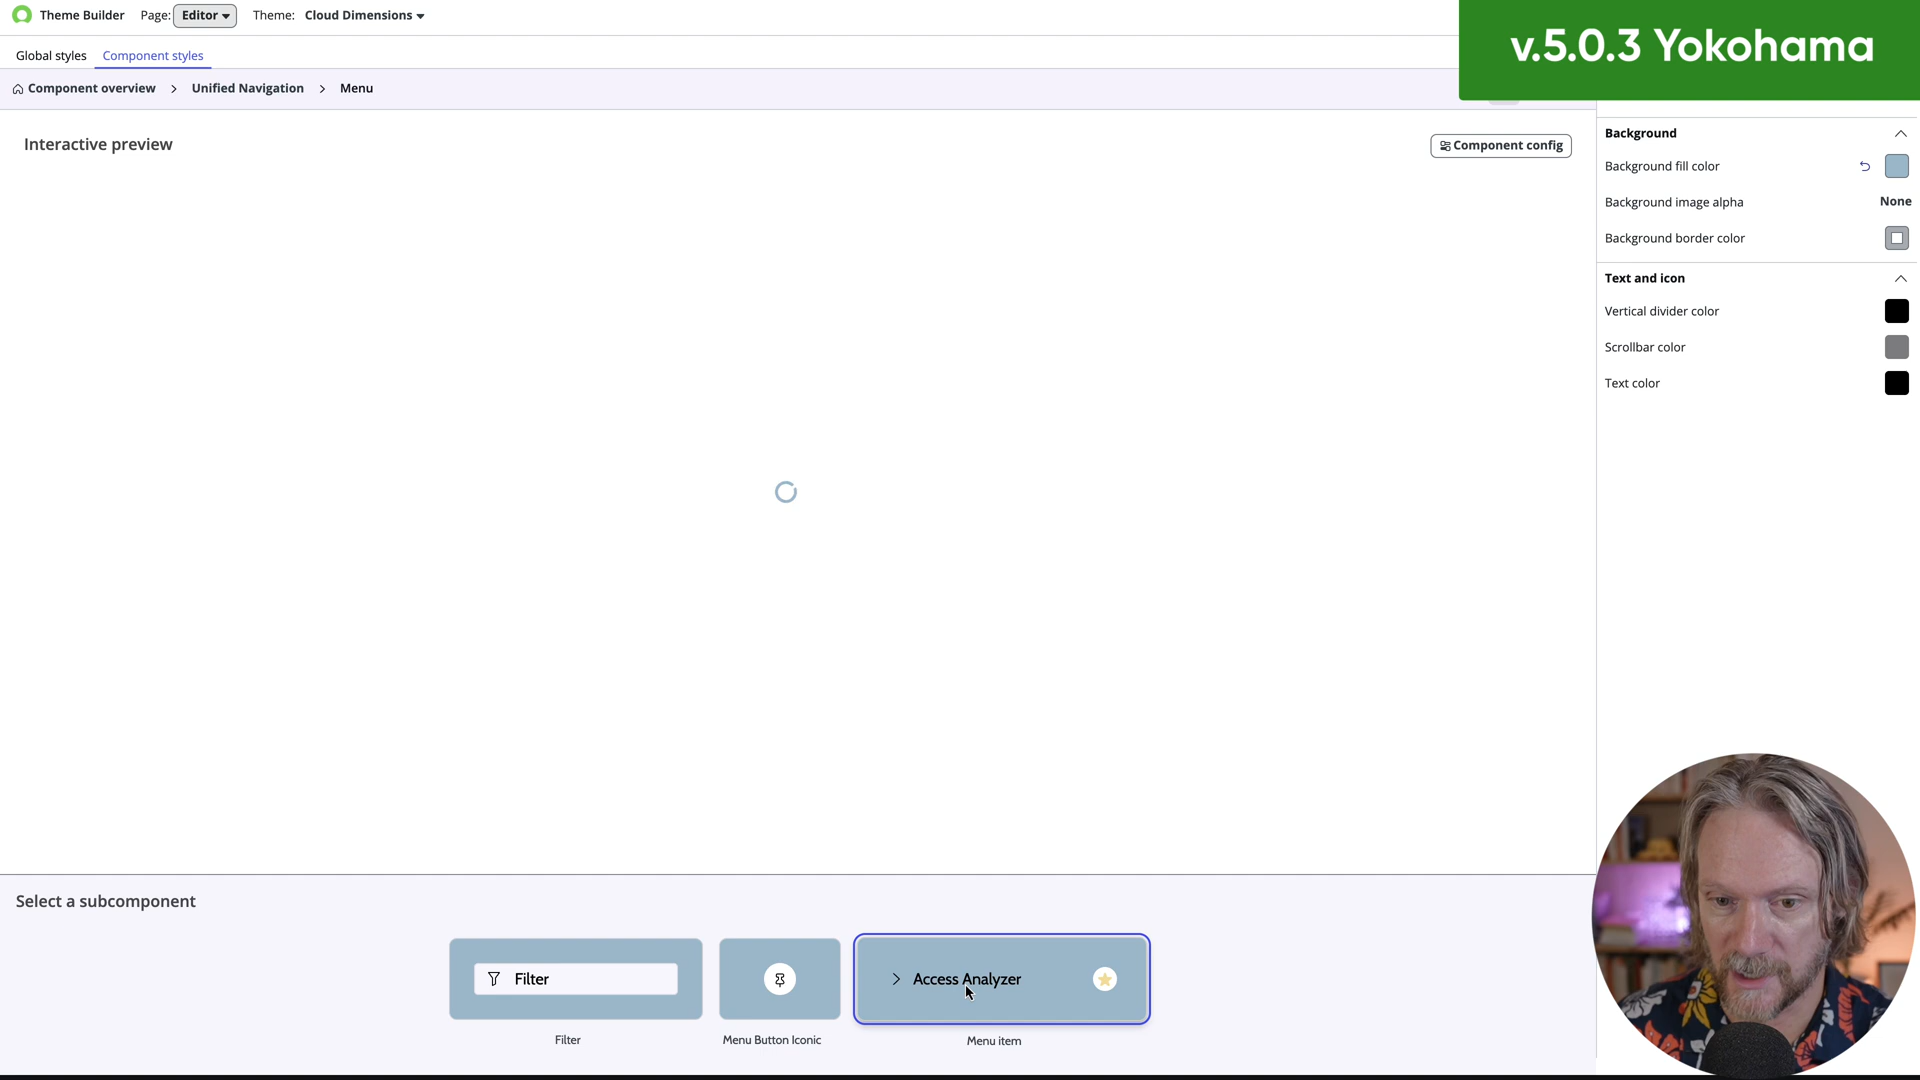 Theme Builder Page: Editor Theme: Cloud Dimensions
v.5.0.3 Yokohama
Global styles Component styles
Component overview > Unified Navigation > Menu
Interactive preview
Component config
Background
Background fill color
Background image alpha None
Background border color
Text and icon
Vertical divider color
Scrollbar color
Text color
Select a subcomponent
Filter
Access Analyzer
Filter
Menu Button Iconic
Menu item